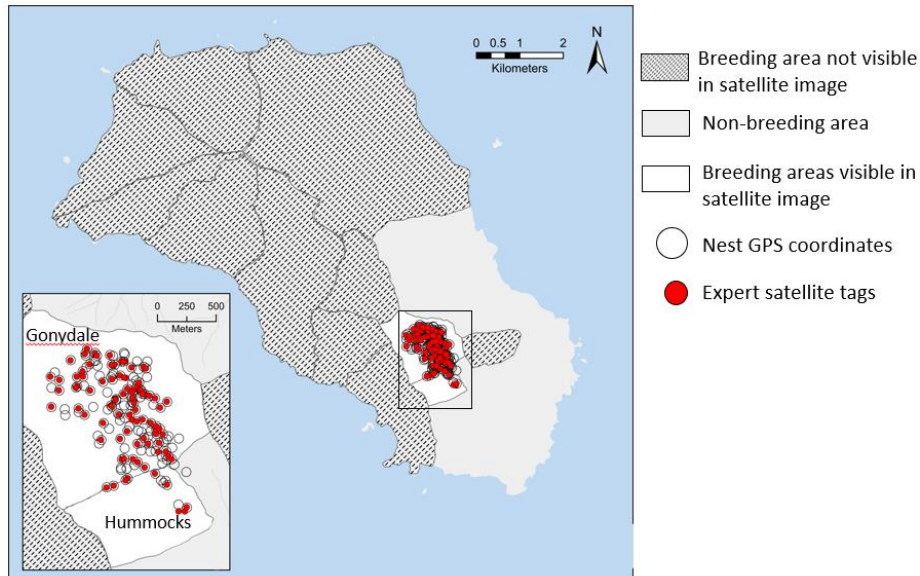 0 0.5 1 2
Kilometers
N
Breeding area not visible
in satellite image
Non-breeding area
Breeding areas visible in
satellite image
Nest GPS coordinates
Expert satellite tags
0 250 500
Meters
Gonydale
Hummocks